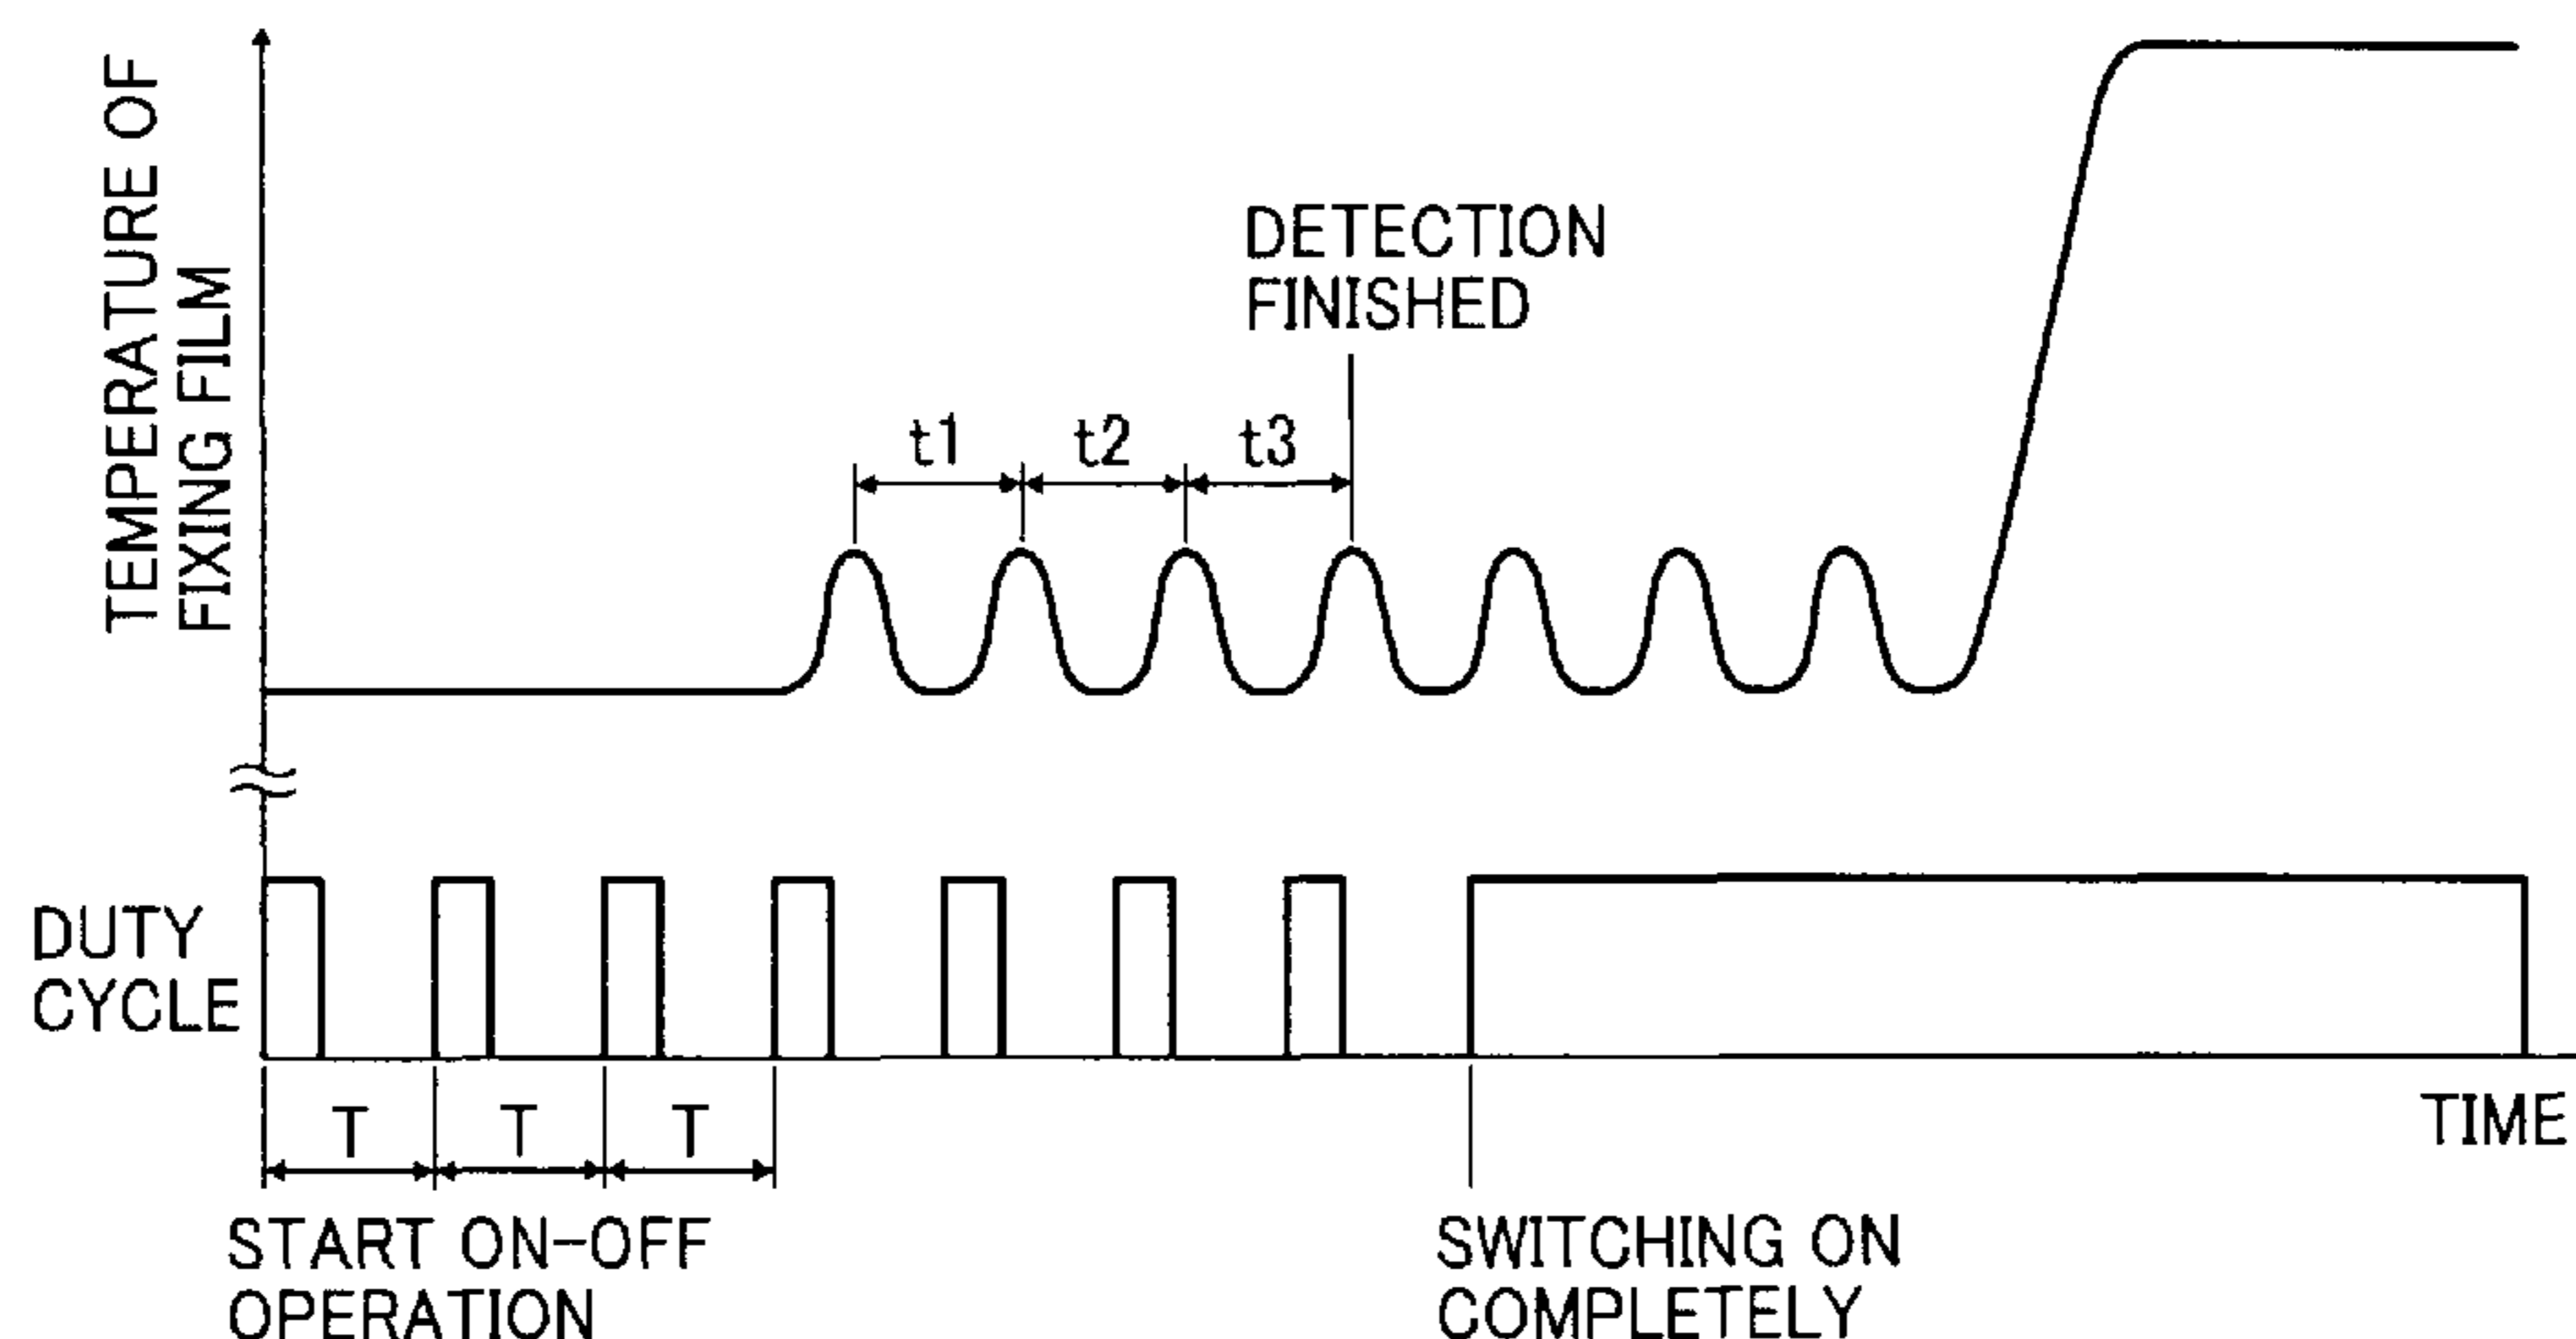 TEMPERATURE OF
FIXING FILM
DETECTION
FINISHED
t1
t2
t3
DUTY
CYCLE
T
T
T
TIME
START ON-OFF
OPERATION
SWITCHING ON
COMPLETELY